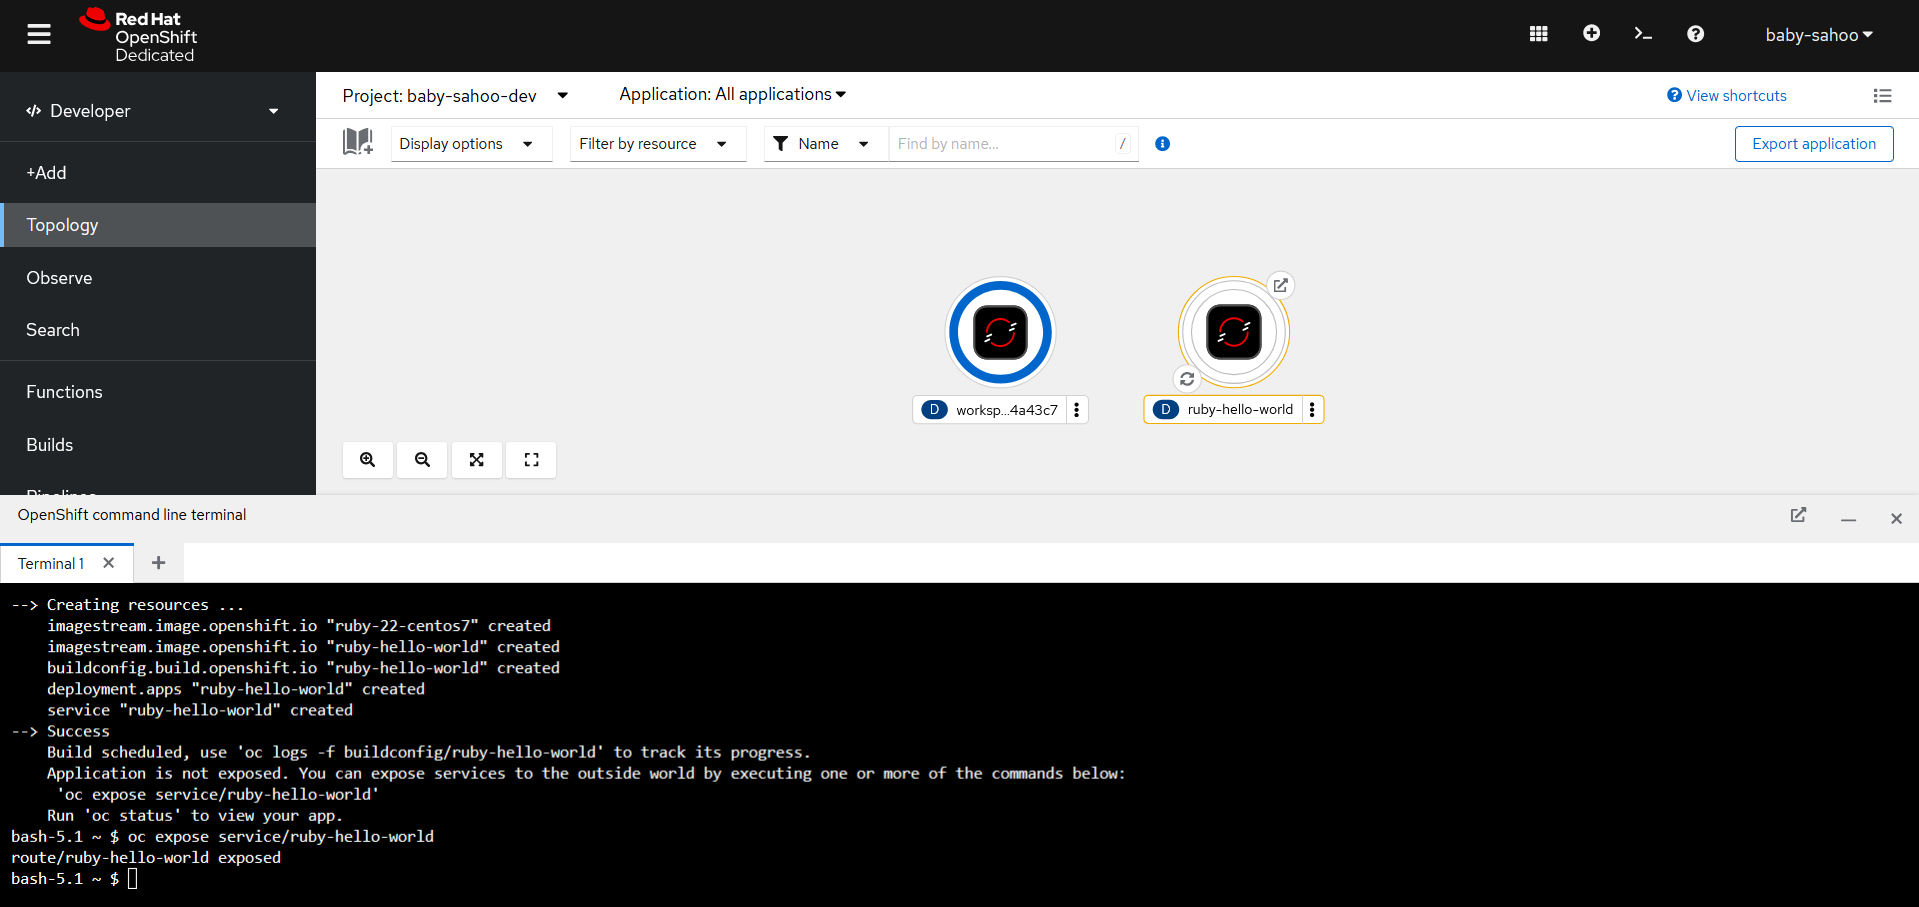 Red Hat
OpenShift
Dedicated
baby-sahoo
Developer
Project: baby-sahoo-dev
Application: All applications
View shortcuts
Display options
Filter by resource
Name
Find by name...
/
Export application
+Add
Topology
Observe
Search
Functions
Builds
Pipelines
D worksp...4a43c7
D ruby-hello-world
OpenShift command line terminal
Terminal 1
--> Creating resources ...
imagestream.image.openshift.io "ruby-22-centos7" created
imagestream.image.openshift.io "ruby-hello-world" created
buildconfig.build.openshift.io "ruby-hello-world" created
deployment.apps "ruby-hello-world" created
service "ruby-hello-world" created
--> Success
Build scheduled, use 'oc logs -f buildconfig/ruby-hello-world' to track its progress.
Application is not exposed. You can expose services to the outside world by executing one or more of the commands below:
'oc expose service/ruby-hello-world'
Run 'oc status' to view your app.
bash-5.1 ~ $ oc expose service/ruby-hello-world
route/ruby-hello-world exposed
bash-5.1 ~ $